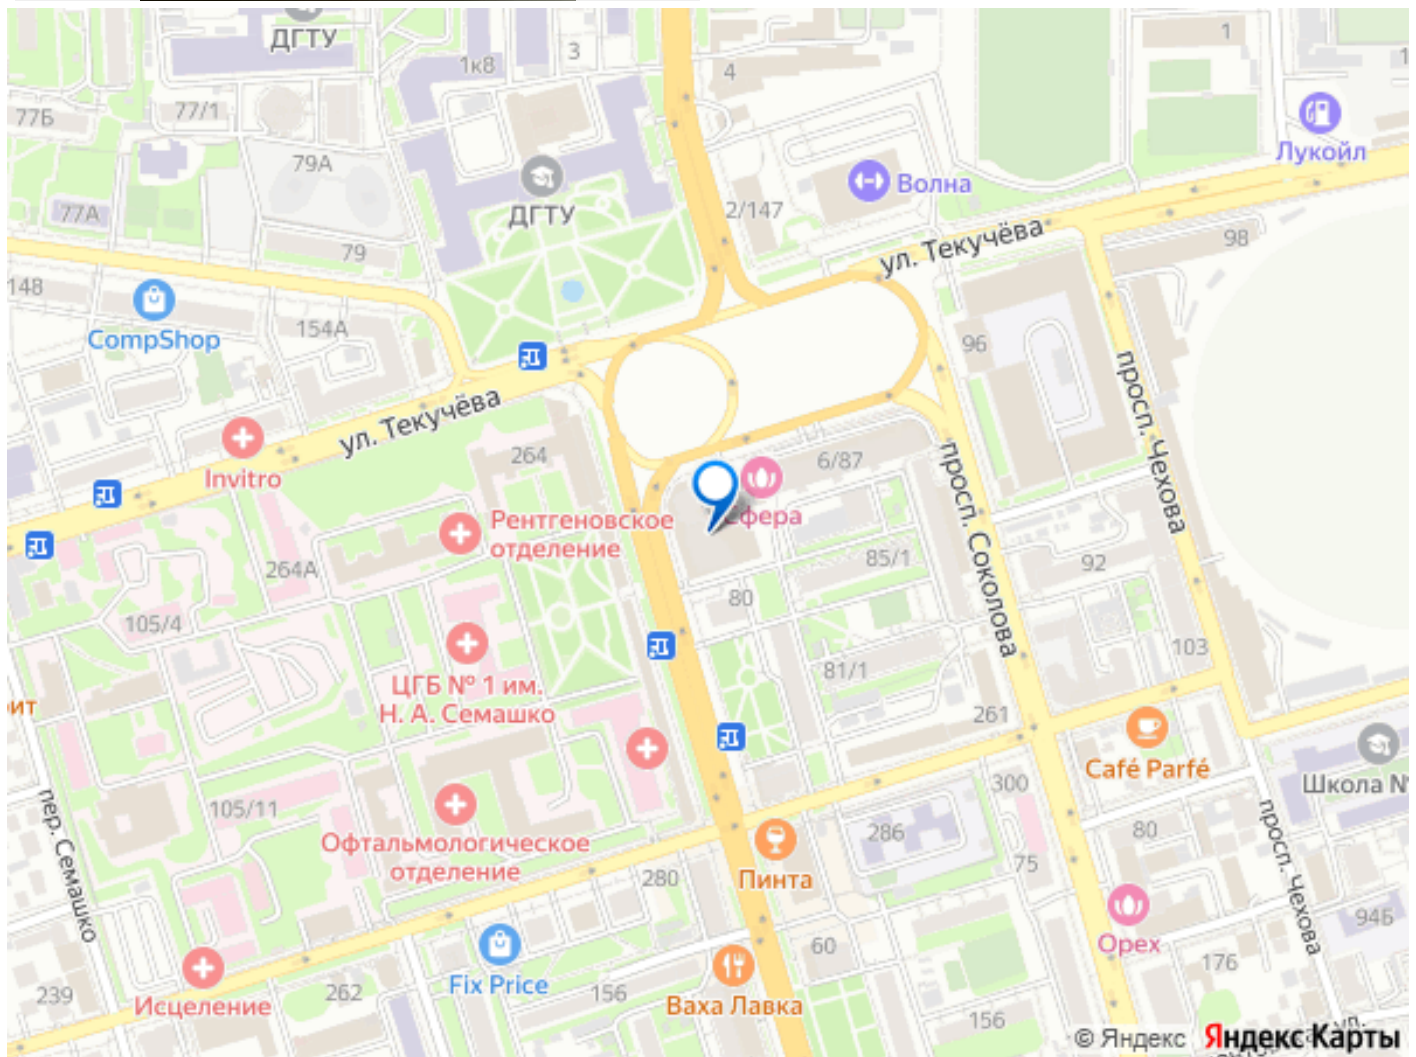 ДГТУ
3
1к8
4
1
77Б
77/1
79А
Лукойл
ДГТУ
Волна
77А
2/147
79
ул. Текучёва
98
148
CompShop
154А
96
просп. Чехова
ул. Текучёва
Invitro
264
6/87
просп. Соколова
Рентгеновское
отделение
Сфера
264А
85/1
92
80
105/4
ЦГБ № 1 им.
Н. А. Семашко
81/1
103
261
Café Parfé
Школа №
300
пер. Семашко
105/11
Офтальмологическое
отделение
286
80
просп. Чехова
75
280
Пинта
94Б
Орех
60
176
Fix Price
Исцеление
239
262
156
Ваха Лавка
156
© Яндекс Яндекс Карты